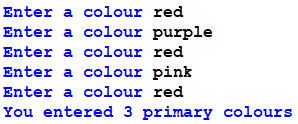 Enter a colour red
Enter a colour purple
Enter a colour red
Enter a colour pink
Enter a colour red
You entered 3 primary colours